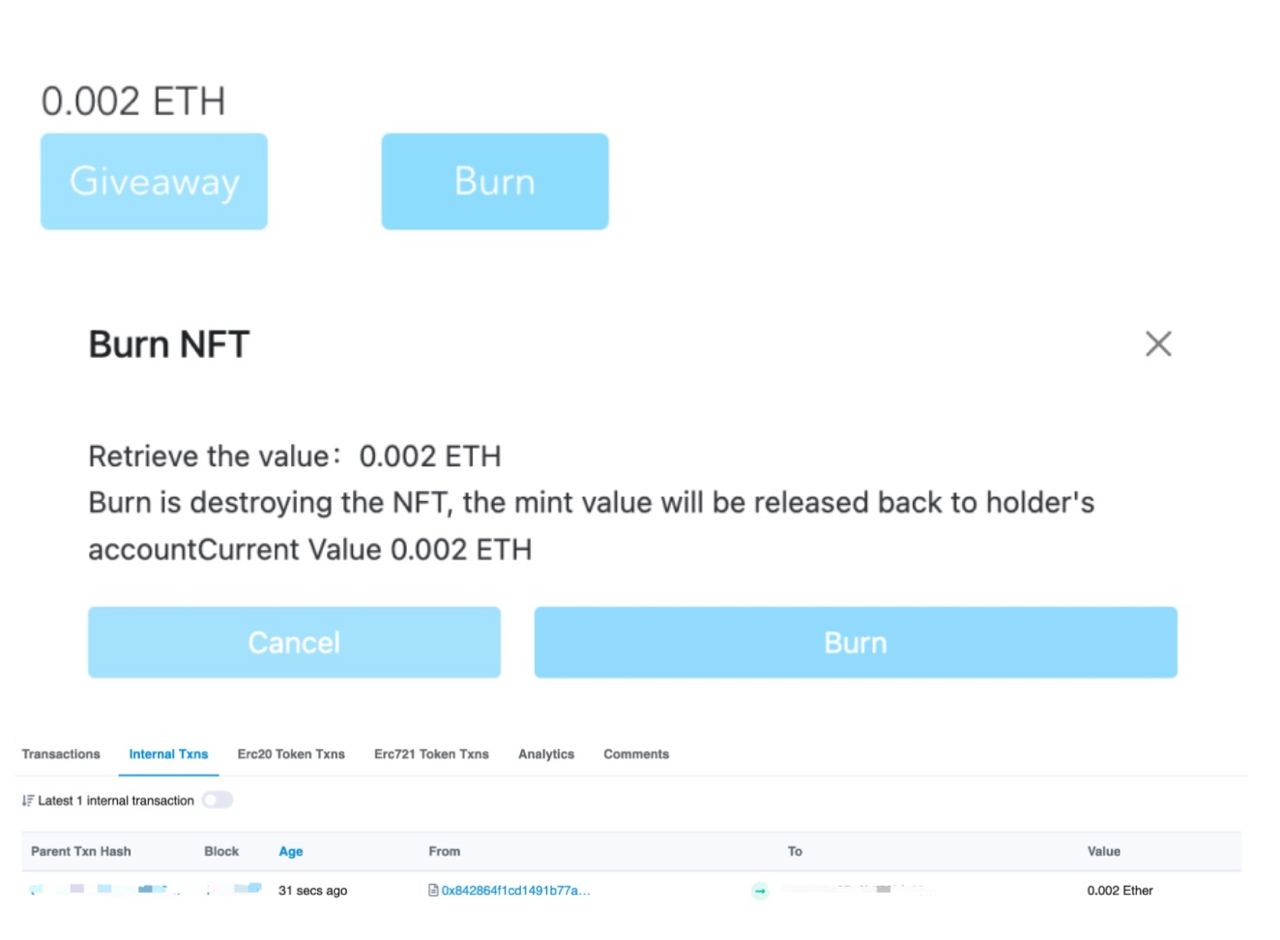 0.002 ETH
Giveaway Burn
Burn NFT
Retrieve the value：0.002 ETH
Burn is destroying the NFT, the mint value will be released back to holder's
accountCurrent Value 0.002 ETH
Cancel Burn
Transactions Internal Txns Erc20 Token Txns Erc721 Token Txns Analytics Comments
Latest 1 internal transaction
Parent Txn Hash Block Age From To Value
31 secs ago 0x842864f1cd1491b77a... 0.002 Ether